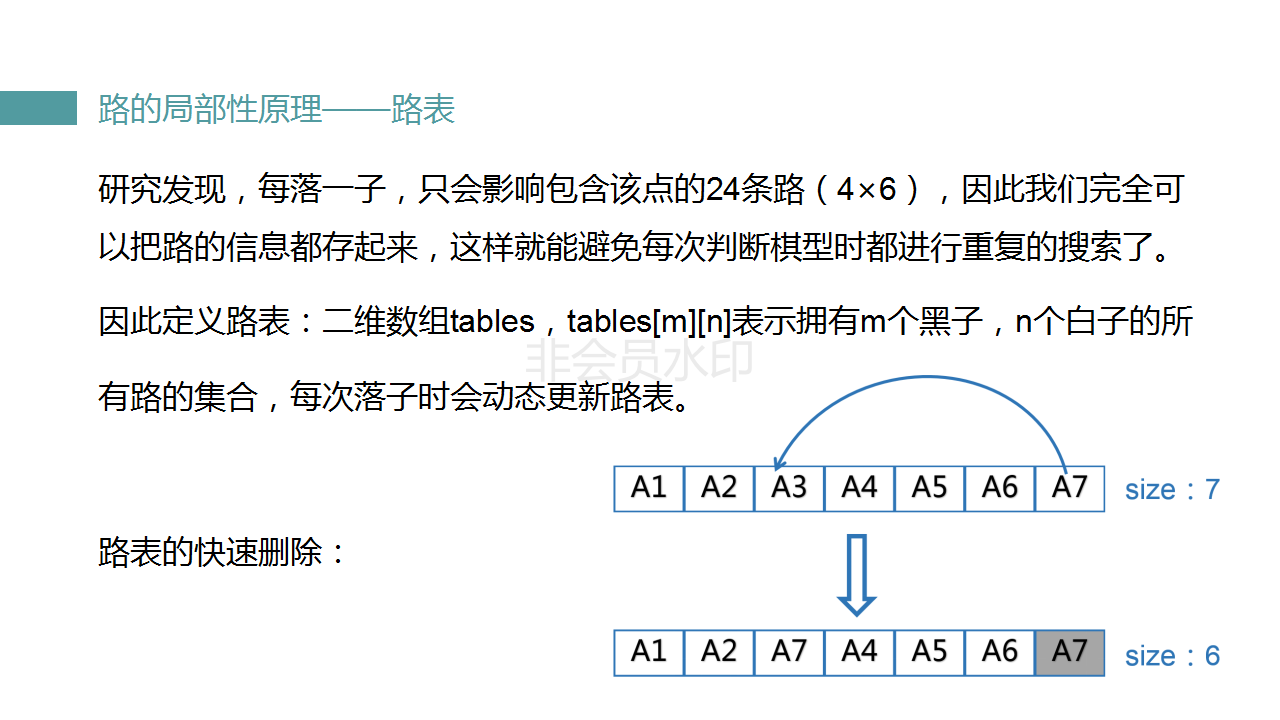 路的局部性原理——路表
研究发现，每落一子，只会影响包含该点的24条路（4×6），因此我们完全可
以把路的信息都存起来，这样就能避免每次判断棋型时都进行重复的搜索了。
因此定义路表：二维数组tables，tables[m][n]表示拥有m个黑子，n个白子的所
非会员水印
有路的集合，每次落子时会动态更新路表。
A1 A2 A3 A4 A5 A6 A7 size：7
路表的快速删除：
A1 A2 A7 A4 A5 A6 A7 size：6